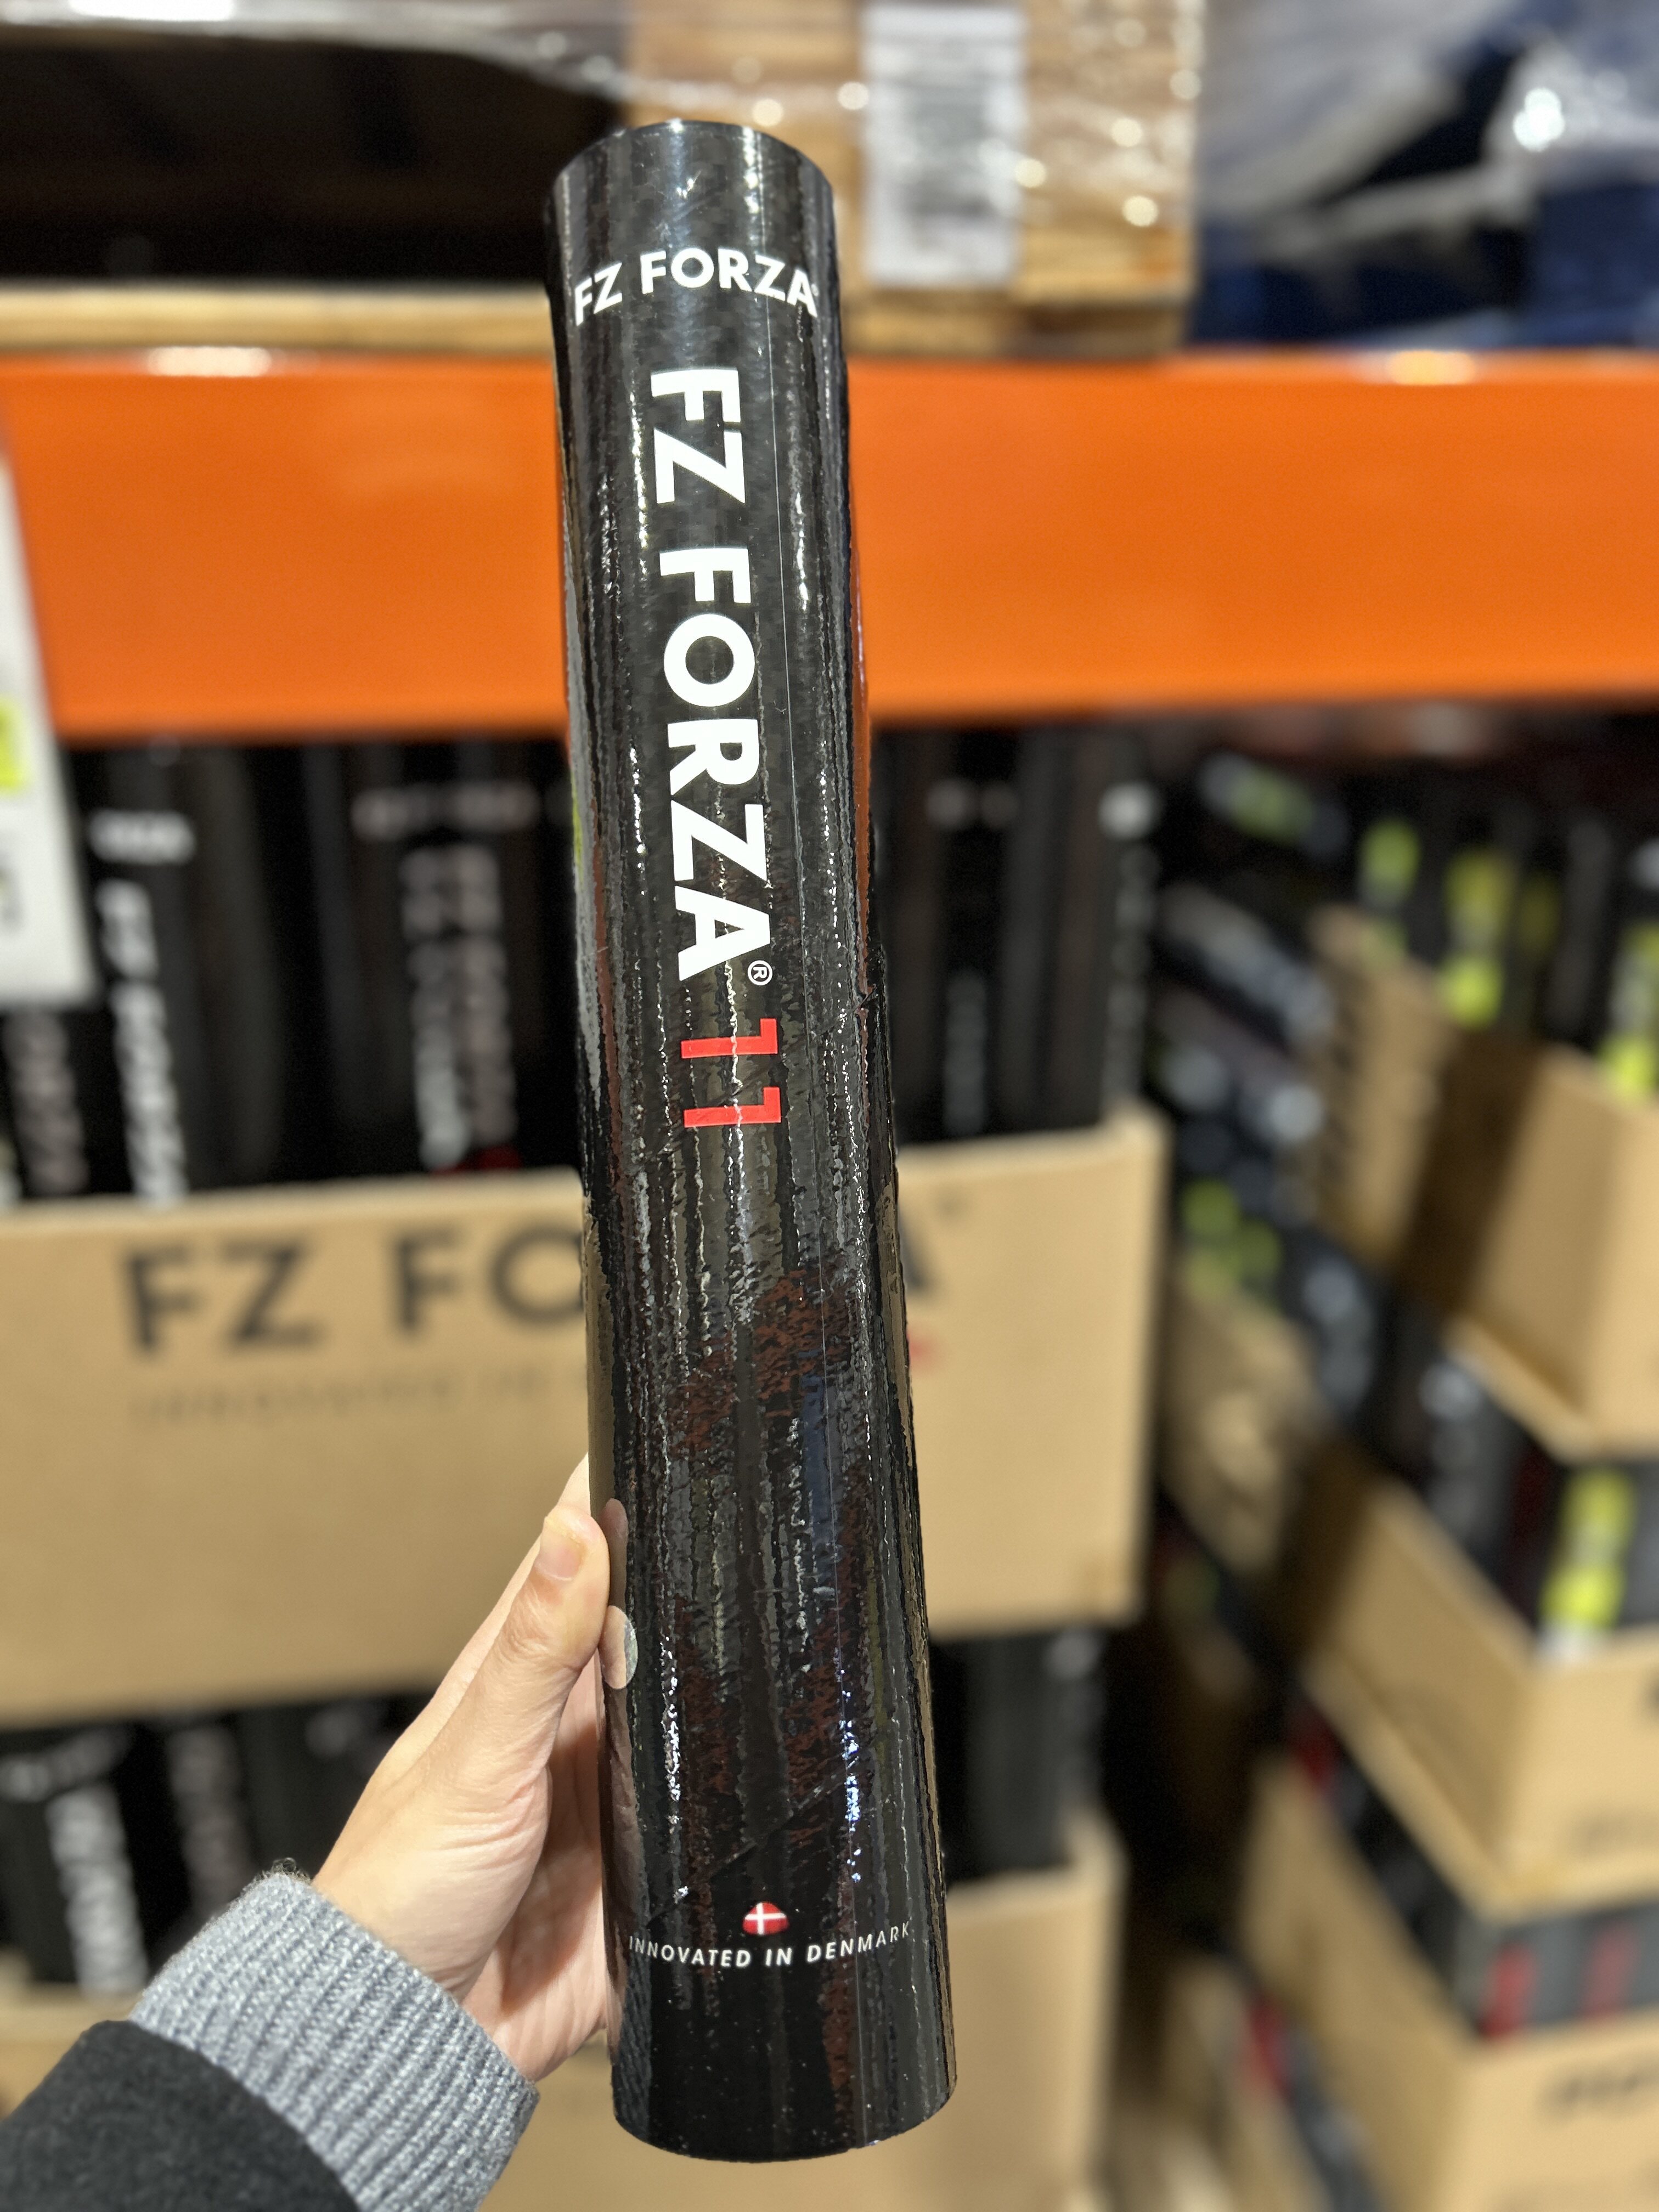 FZ FORZA®
FZ FORZA® 11
INNOVATED IN DENMARK
FZ FO